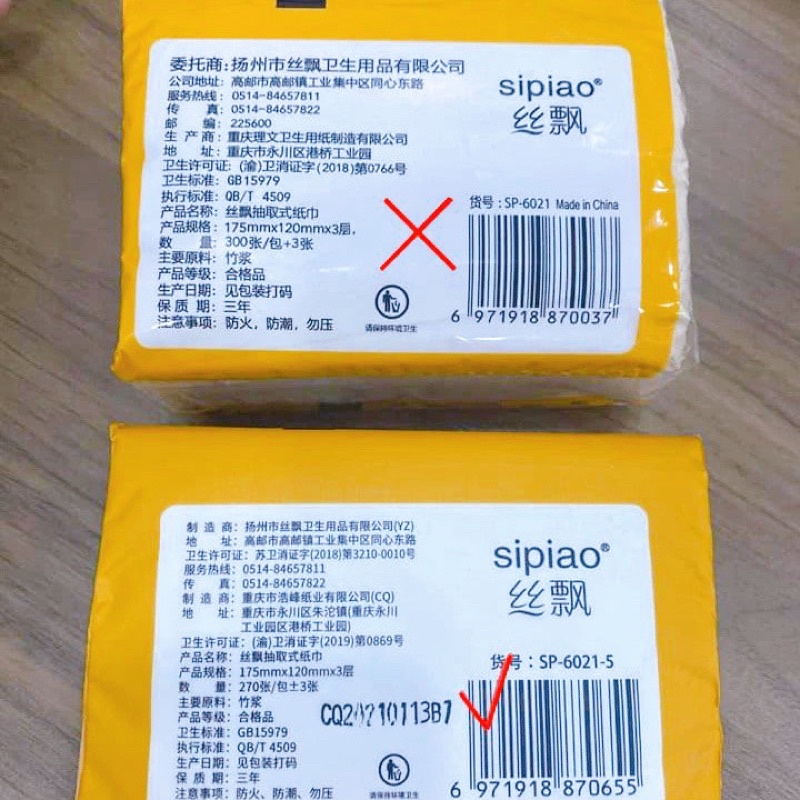 委托商:扬州市丝飘卫生用品有限公司
公司地址: 高邮市高邮镇工业集中区同心东路
服务热线: 0514-84657811
传 真: 0514-84657822
邮 编: 225600
生 产 商: 重庆理文卫生用纸制造有限公司
地 址: 重庆市永川区港桥工业园
卫生许可证: (渝)卫消证字(2018)第0766号
卫生标准: GB15979
执行标准: QB/T 4509
产品名称: 丝飘抽取式纸巾
产品规格: 175mmx120mmx3层,
数 量: 300张/包+3张
主要原料: 竹浆
产品等级: 合格品
生产日期: 见包装打码
保 质 期: 三年
注意事项: 防火, 防潮, 勿压
sipiao®
丝飘
货号: SP-6021 Made in China
6 971918 870037
请保持环境卫生
制 造 商: 扬州市丝飘卫生用品有限公司(YZ)
地 址: 高邮市高邮镇工业集中区同心东路
卫生许可证: 苏卫消证字(2018)第3210-0010号
服务热线: 0514-84657811
传 真: 0514-84657822
制 造 商: 重庆市浩峰纸业有限公司(CQ)
地 址: 重庆市永川区朱沱镇(重庆永川
工业园区港桥工业园)
卫生许可证: (渝)卫消证字(2019)第0869号
产品名称: 丝飘抽取式纸巾
产品规格: 175mmx120mmx3层
数 量: 270张/包±3张
主要原料: 竹浆
产品等级: 合格品
卫生标准: GB15979
执行标准: QB/T 4509
生产日期: 见包装打码
保 质 期: 三年
注意事项: 防火、防潮、勿压
CQ20210113B7
sipiao®
丝飘
货号: SP-6021-5
6 971918 870655
请保持环境卫生